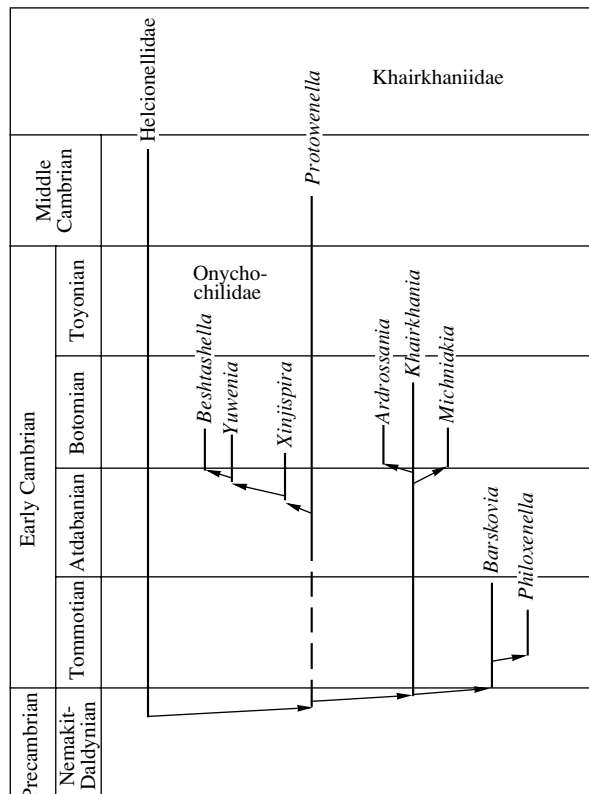 Helcionellidae
Protowenella
Khairkhaniidae
Middle
Cambrian
Early Cambrian
Toyonian
Onycho-
chilidae
Beshtashella
Yuwenia
Xinjispira
Ardrossania
Khairkhania
Michniakia
Botomian
Atdabanian
Barskovia
Philoxenella
Tommotian
Precambrian
Nemakit-
Daldynian